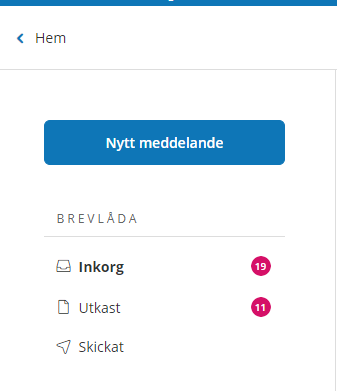 Hem
Nytt meddelande
BREVLÅDA
Inkorg 19
Utkast 11
Skickat